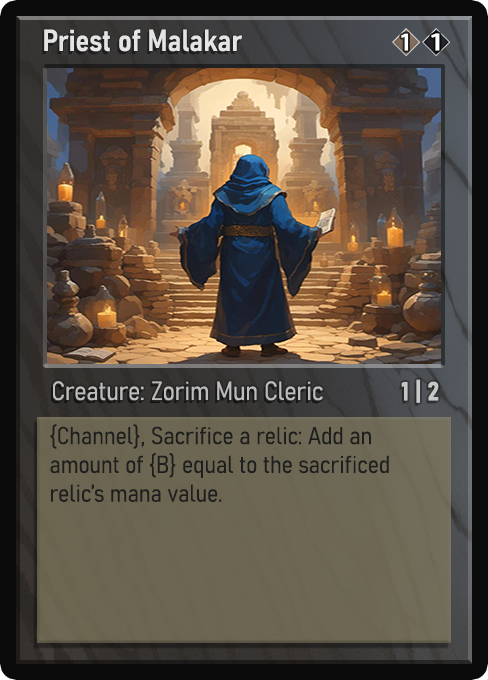 Priest of Malakar 1 1
Creature: Zorim Mun Cleric 1|2
{Channel}, Sacrifice a relic: Add an
amount of {B} equal to the sacrificed
relic's mana value.